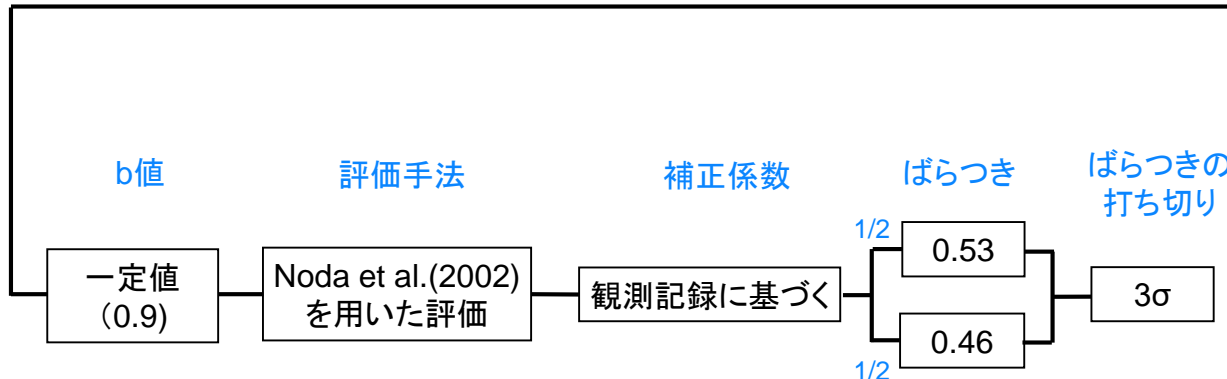 b値
評価手法
補正係数
ばらつき
ばらつきの
打ち切り
一定値
（0.9）
Noda et al.(2002)
を用いた評価
観測記録に基づく
1/2
0.53
1/2
0.46
3σ